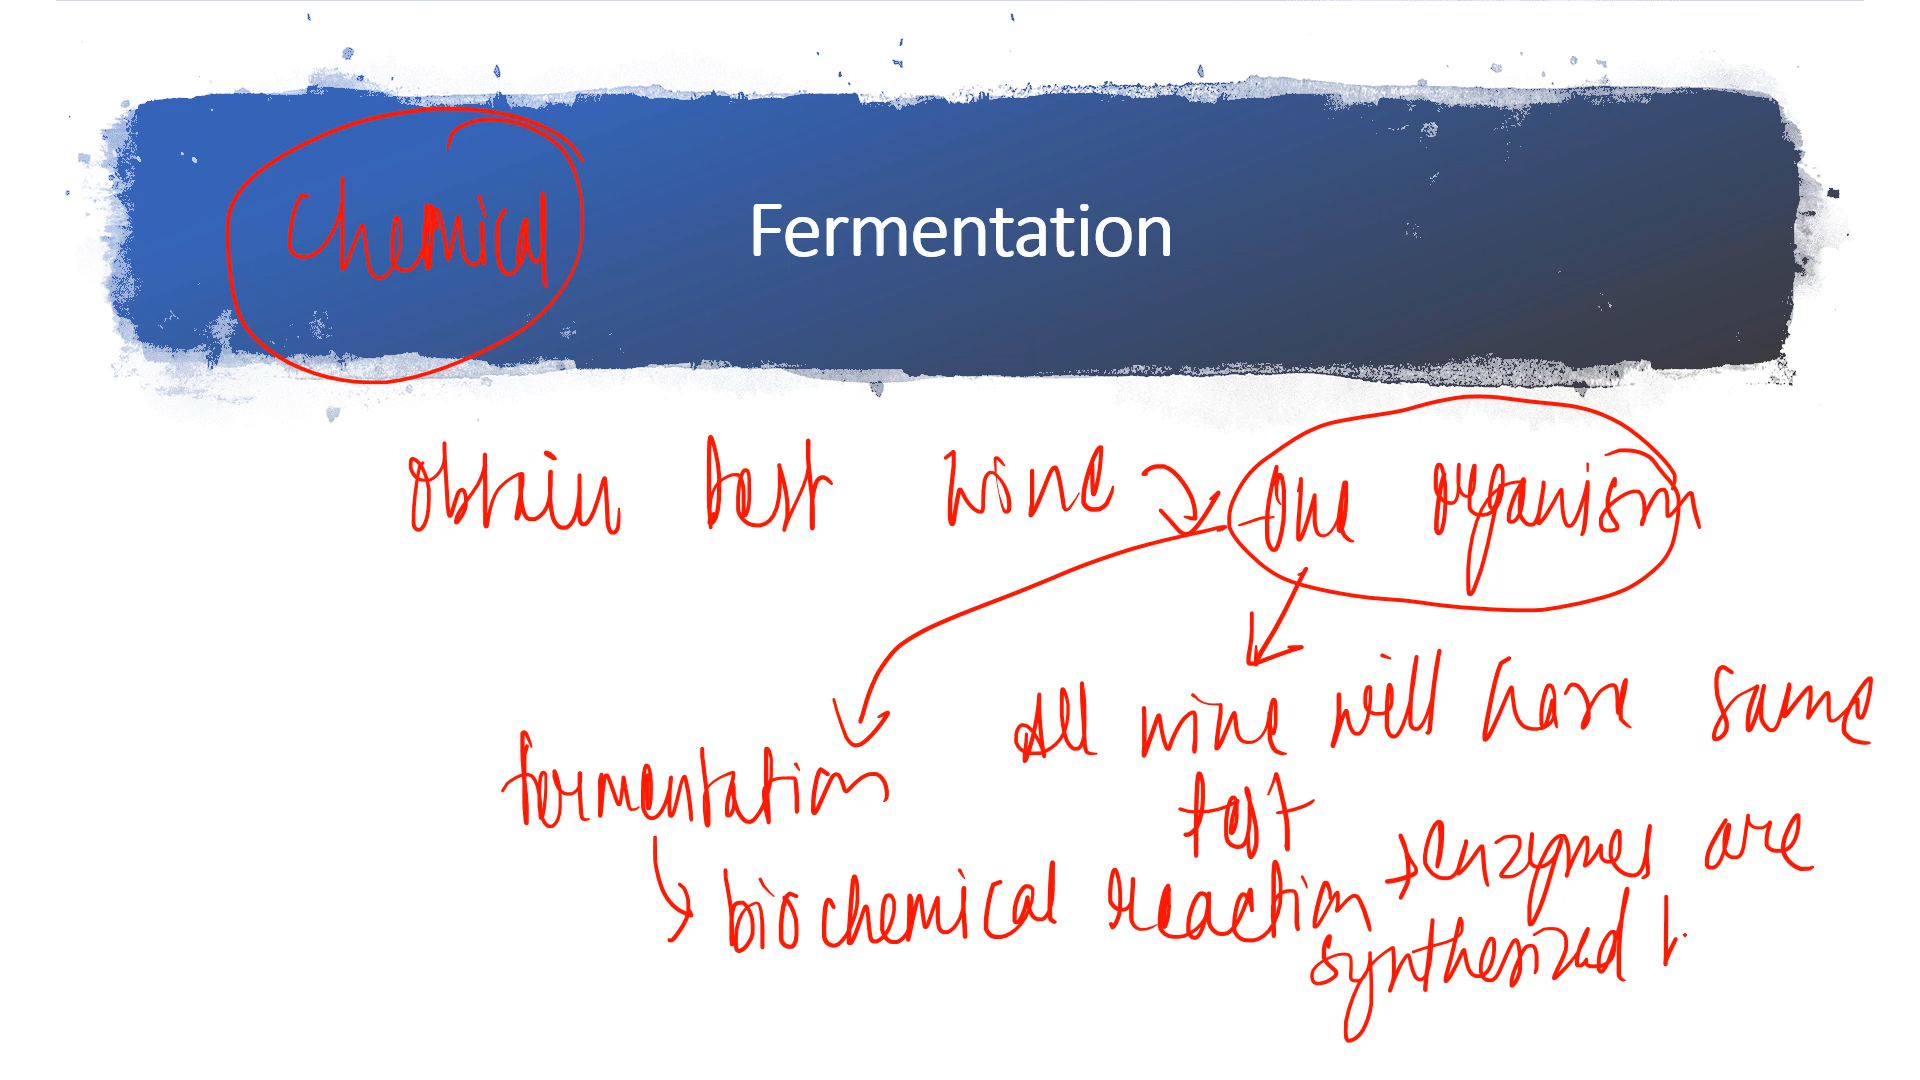 Chemical
Fermentation
Obtain best wine
one organism
All wine will have same
test
fermentation
biochemical reaction
enzymes are
synthesized